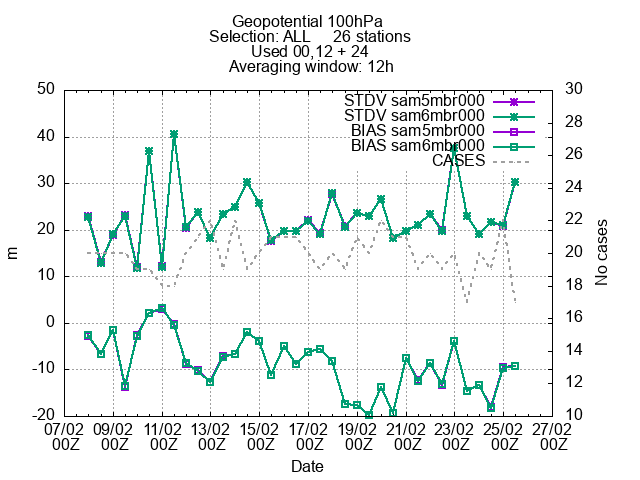 Geopotential 100hPa
Selection: ALL 26 stations
Used 00,12 + 24
Averaging window: 12h
50 30
STDV sam5mbr000
STDV sam6mbr000
BIAS sam5mbr000
BIAS sam6mbr000
CASES
40 28
26
30 24
22
20 20
10 18
0 16
14
-10 12
-20 10
m
No cases
07/02 09/02 11/02 13/02 15/02 17/02 19/02 21/02 23/02 25/02 27/02
00Z 00Z 00Z 00Z 00Z 00Z 00Z 00Z 00Z 00Z 00Z
Date